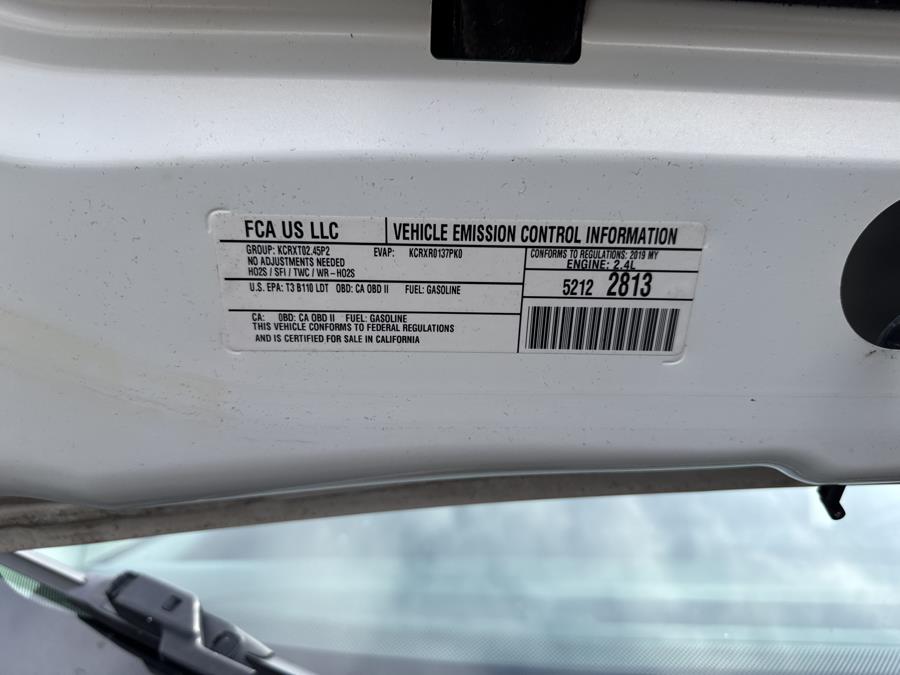 FCA US LLC VEHICLE EMISSION CONTROL INFORMATION
GROUP: KCRXT02.45P2 EVAP: KCRXR0137PK0
NO ADJUSTMENTS NEEDED
HO2S / SFI / TWC / WR-HO2S
CONFORMS TO REGULATIONS: 2019 MY
ENGINE: 2.4L
U.S. EPA: T3 B110 LDT OBD: CA OBD II FUEL: GASOLINE
5212 2813
CA: OBD: CA OBD II FUEL: GASOLINE
THIS VEHICLE CONFORMS TO FEDERAL REGULATIONS
AND IS CERTIFIED FOR SALE IN CALIFORNIA